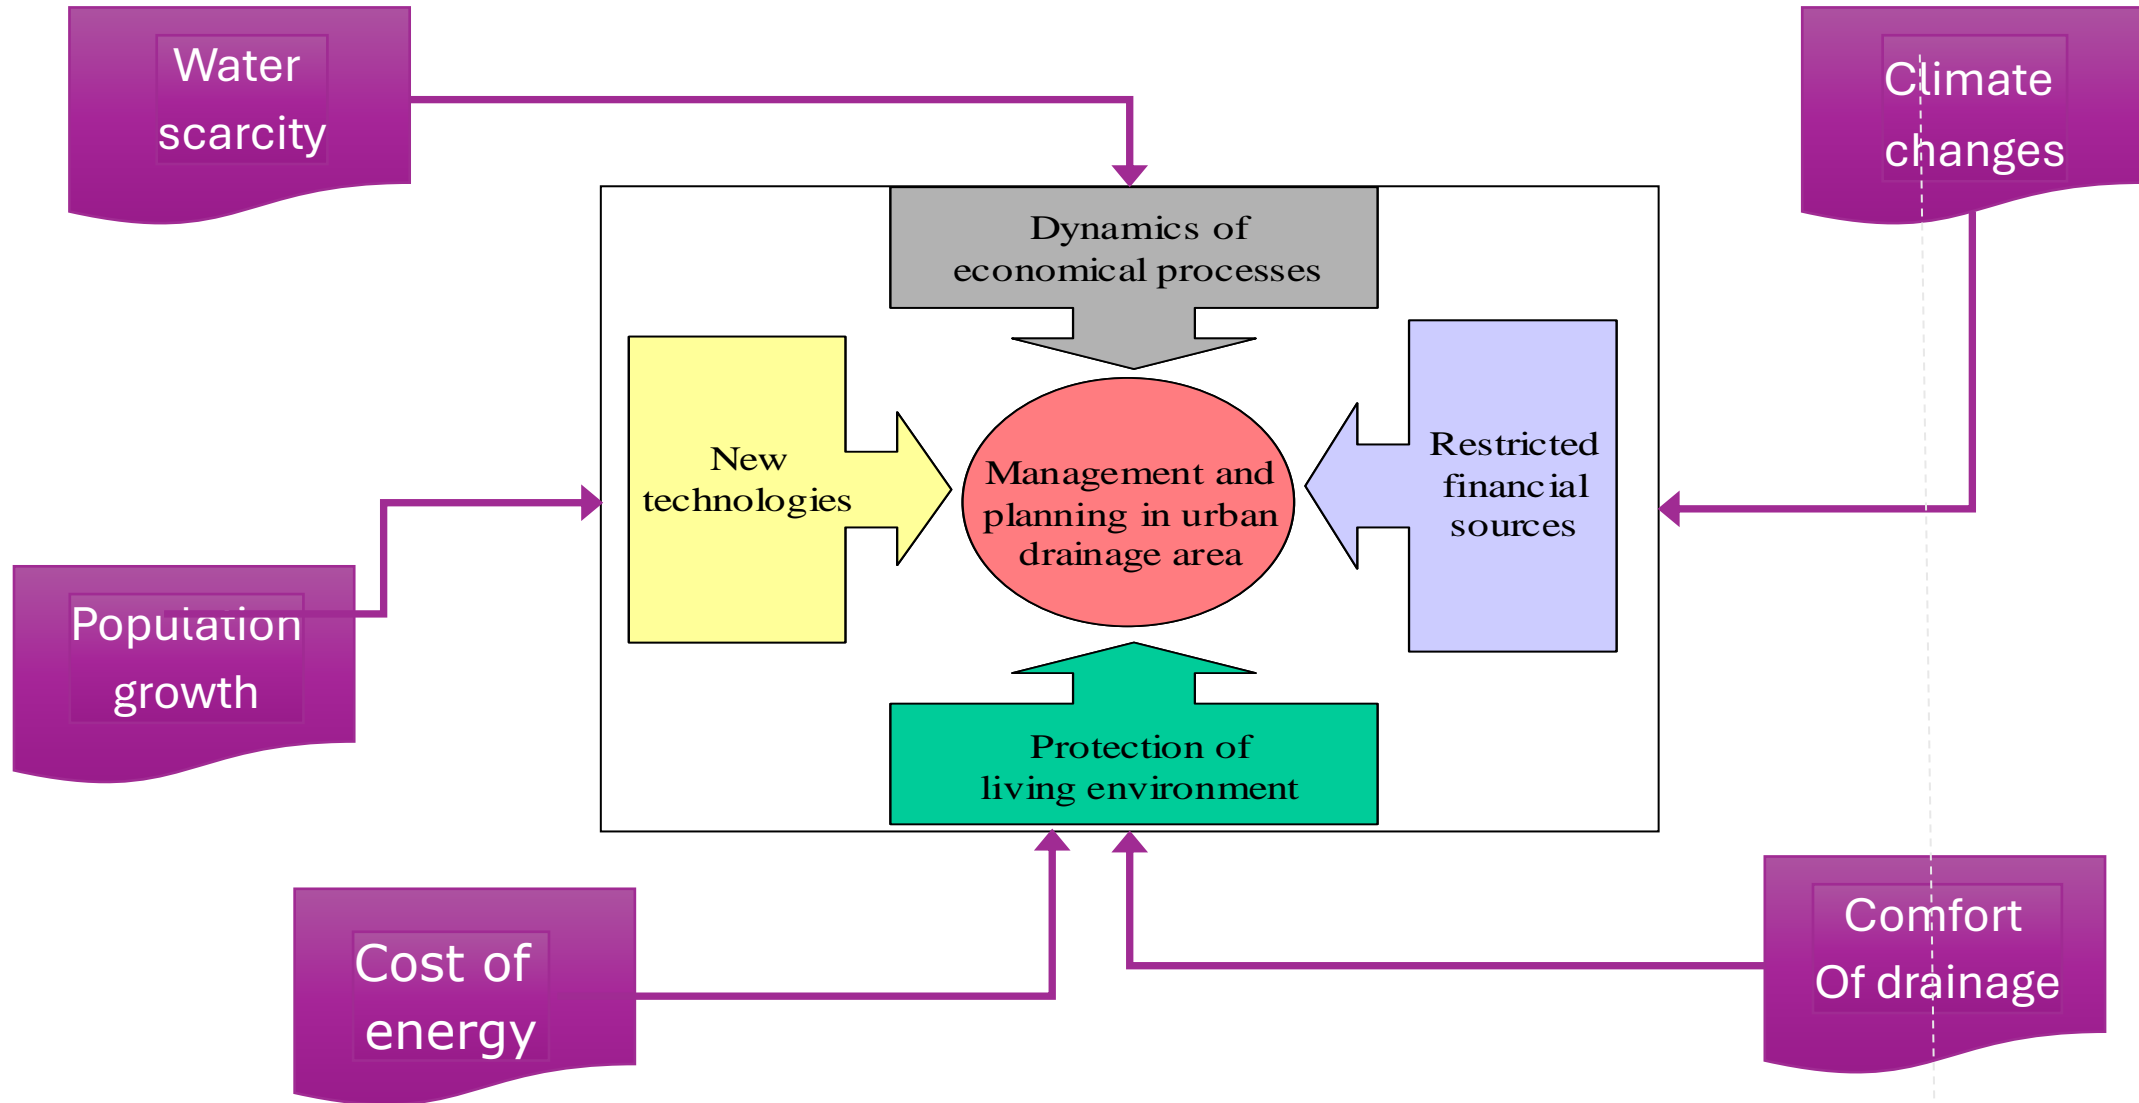 Water
scarcity
Climate
changes
Dynamics of
economical processes
New
technologies
Management and
planning in urban
drainage area
Restricted
financial
sources
Population
growth
Protection of
living environment
Cost of
energy
Comfort
Of drainage